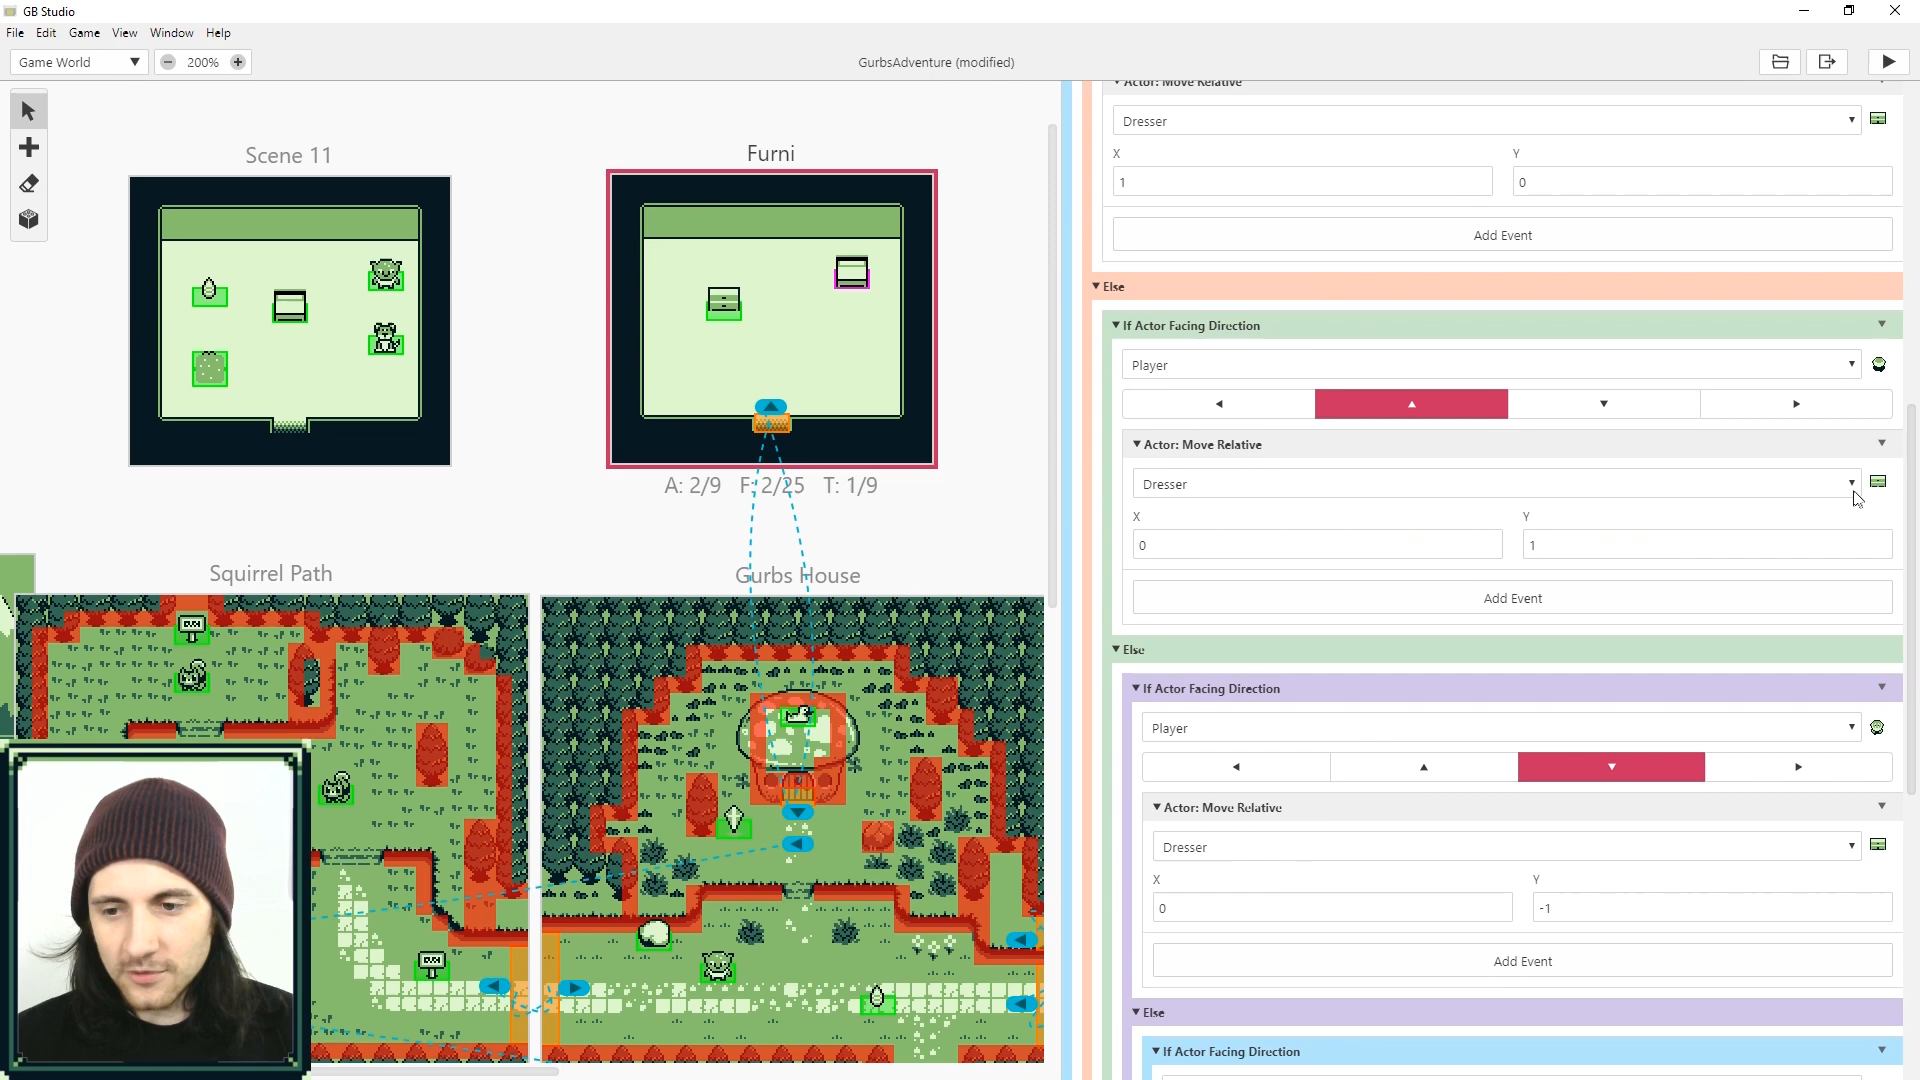 GB Studio
File Edit Game View Window Help
Game World
200%
GurbsAdventure (modified)
Scene 11
Furni
A: 2/9 F: 2/25 T: 1/9
Squirrel Path
Gurbs House
Actor: Move Relative
Dresser
X
Y
1
0
Add Event
Else
If Actor Facing Direction
Player
Actor: Move Relative
Dresser
X
Y
0
1
Add Event
Else
If Actor Facing Direction
Player
Actor: Move Relative
Dresser
X
Y
0
-1
Add Event
Else
If Actor Facing Direction